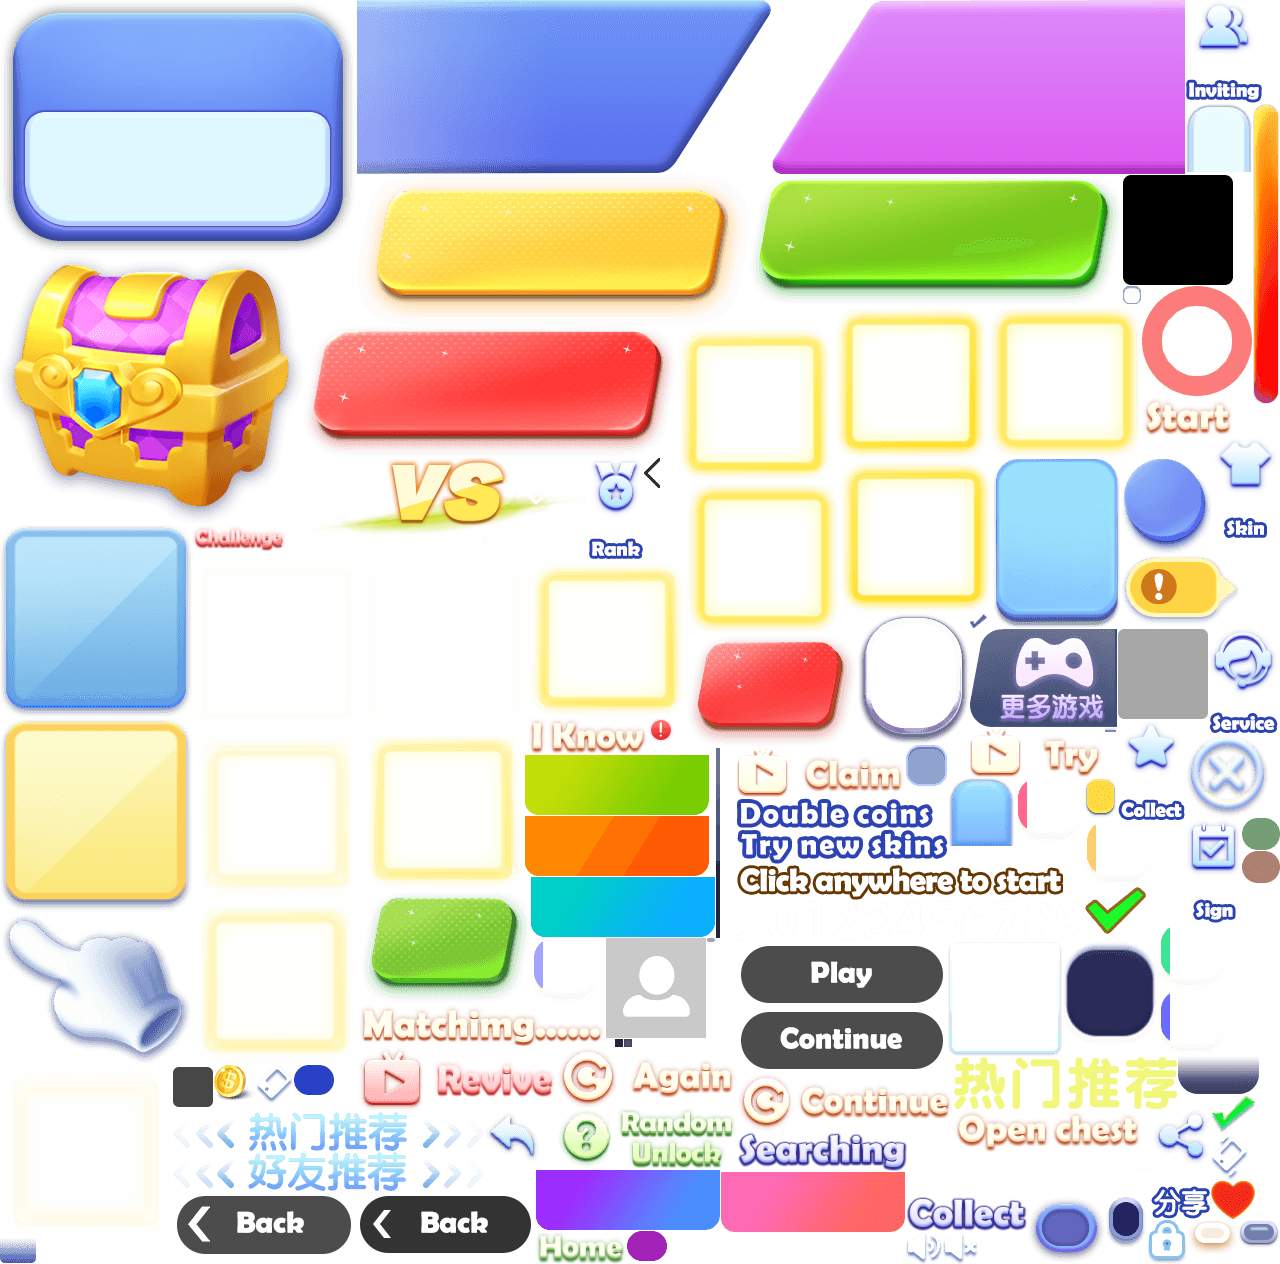 Inviting
Start
VS
Challenge
Rank
Skin
更多游戏
I Know
Service
Claim
Try
Collect
Double coins
Try new skins
Click anywhere to start
Sign
Play
Matchimg......
Continue
热门推荐
Revive
Again
Continue
Open chest
热门推荐
Random
Unlock
Searching
好友推荐
分享
Back
Back
Collect
Home